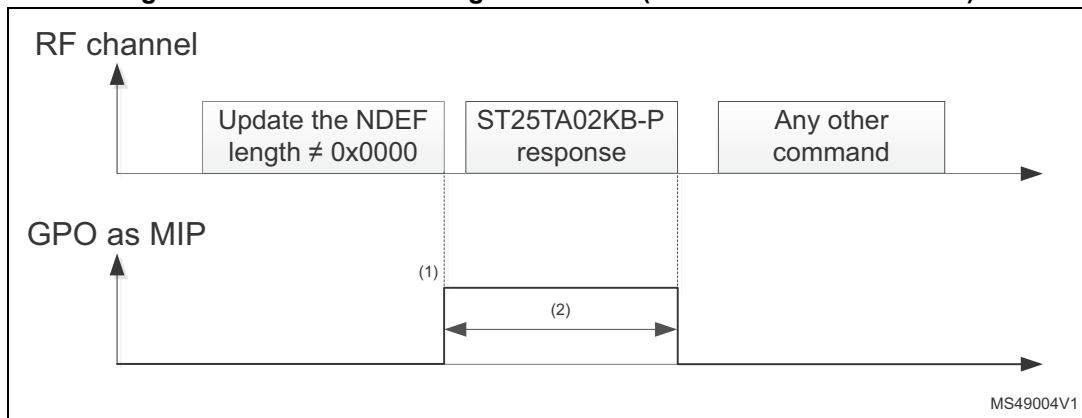 RF channel
Update the NDEF
length ≠ 0x0000
ST25TA02KB-P
response
Any other
command
GPO as MIP
(1)
(2)
MS49004V1